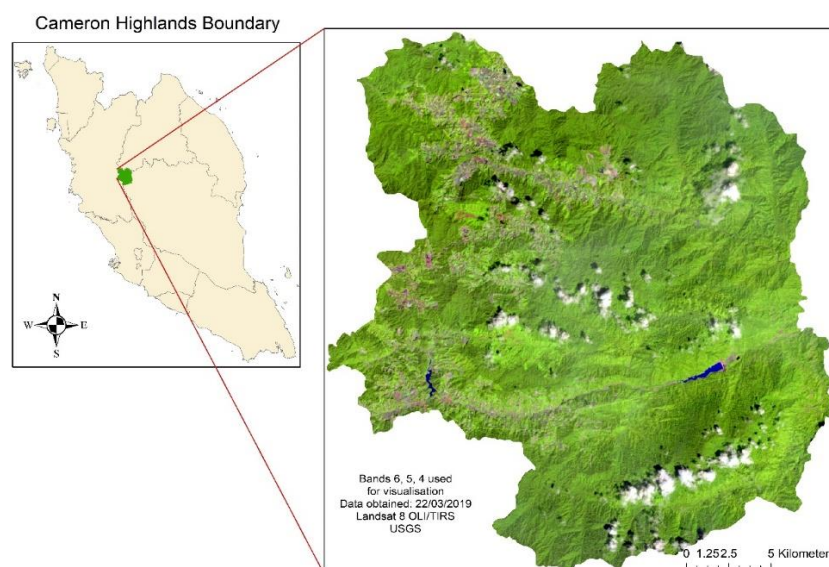 Cameron Highlands Boundary
N
W E
S
Bands 6, 5, 4 used
for visualisation
Data obtained: 22/03/2019
Landsat 8 OLI/TIRS
USGS
0 1.252.5 5 Kilometer